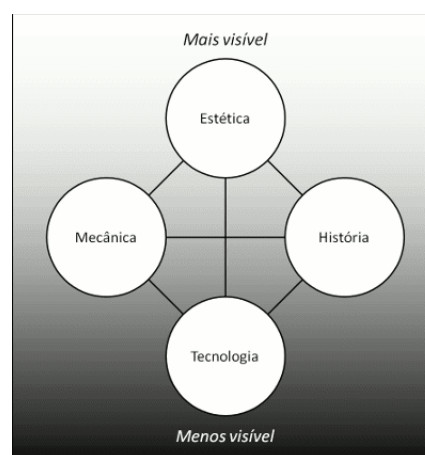 Mais visível
Estética
Mecânica
História
Tecnologia
Menos visível